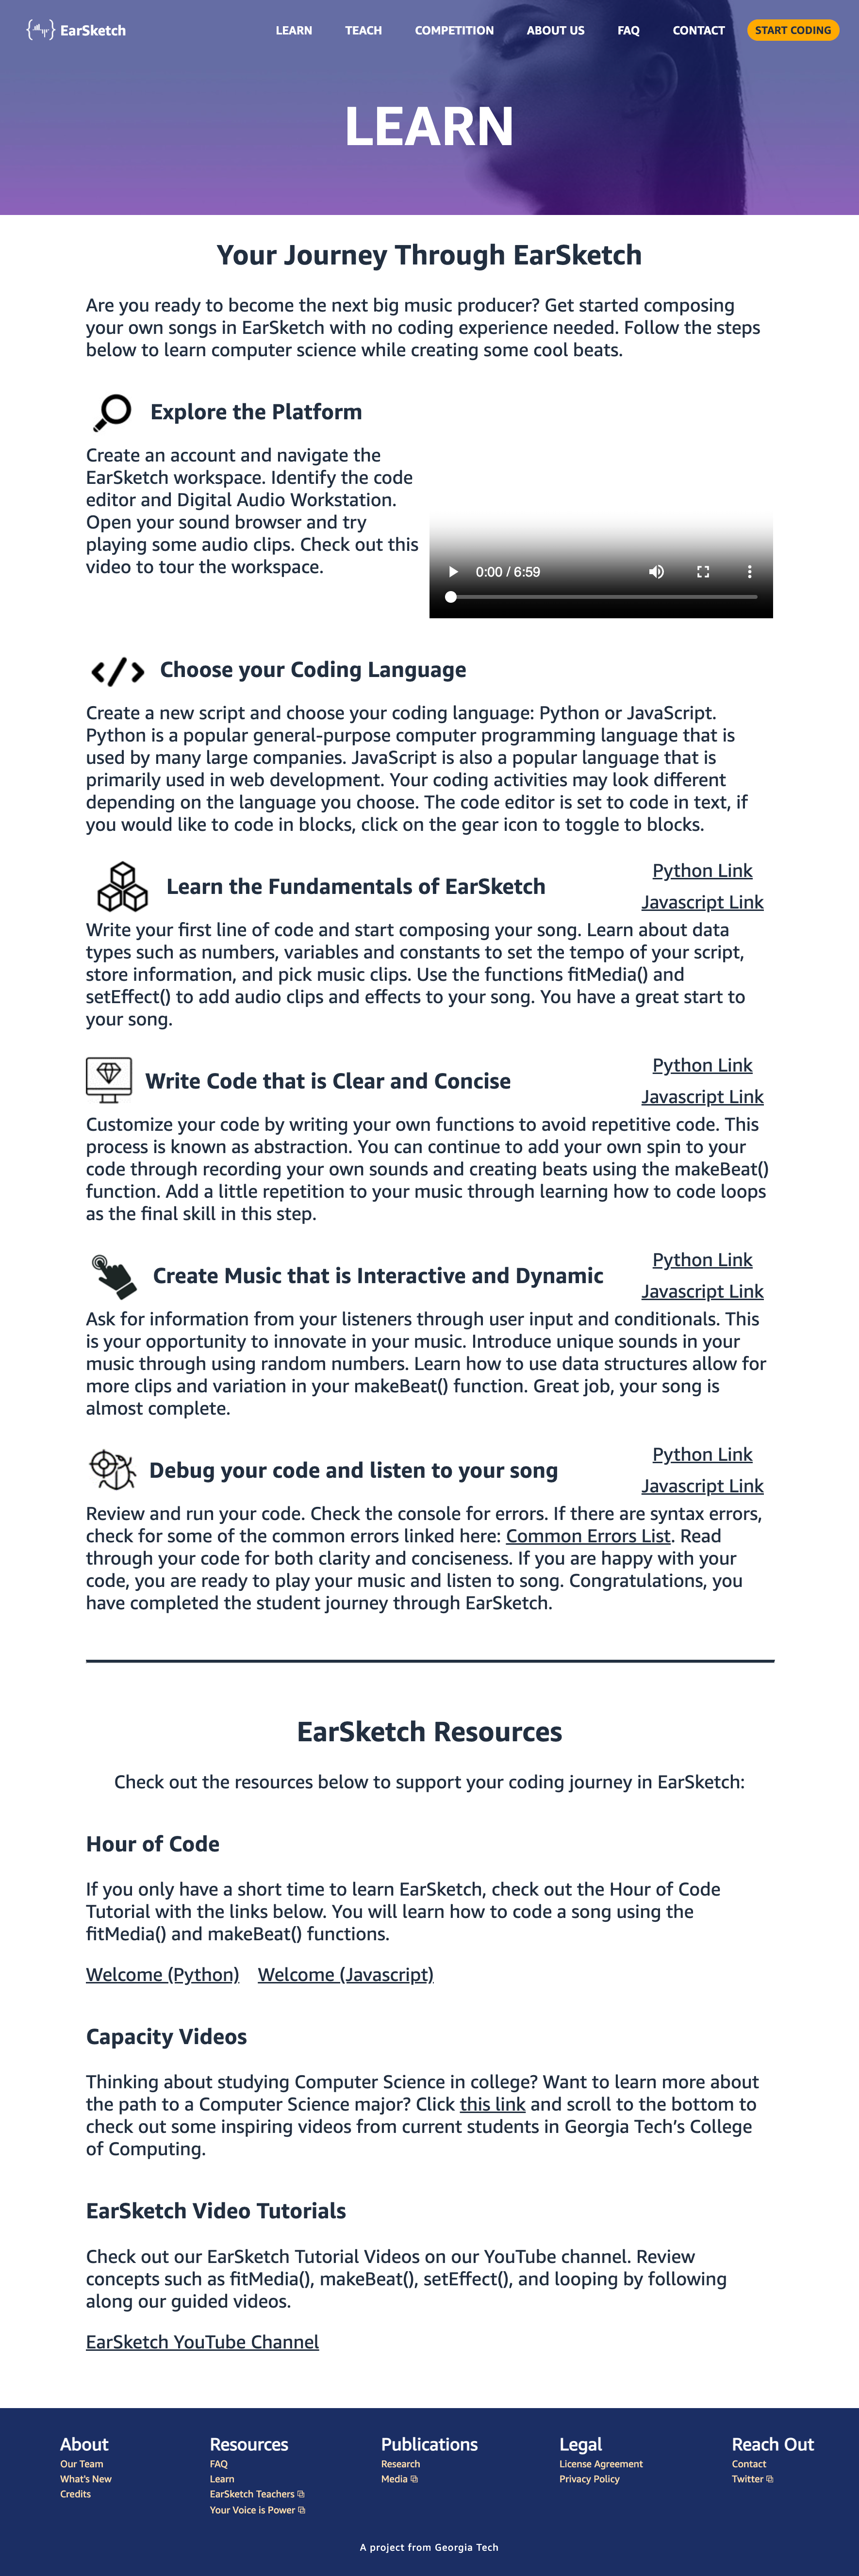 EarSketch
LEARN TEACH COMPETITION ABOUT US FAQ CONTACT START CODING
LEARN
Your Journey Through EarSketch
Are you ready to become the next big music producer? Get started composing
your own songs in EarSketch with no coding experience needed. Follow the steps
below to learn computer science while creating some cool beats.
Explore the Platform
Create an account and navigate the
EarSketch workspace. Identify the code
editor and Digital Audio Workstation.
Open your sound browser and try
playing some audio clips. Check out this
video to tour the workspace.
0:00 / 6:59
Choose your Coding Language
Create a new script and choose your coding language: Python or JavaScript.
Python is a popular general-purpose computer programming language that is
used by many large companies. JavaScript is also a popular language that is
primarily used in web development. Your coding activities may look different
depending on the language you choose. The code editor is set to code in text, if
you would like to code in blocks, click on the gear icon to toggle to blocks.
Learn the Fundamentals of EarSketch
Python Link
Javascript Link
Write your first line of code and start composing your song. Learn about data
types such as numbers, variables and constants to set the tempo of your script,
store information, and pick music clips. Use the functions fitMedia() and
setEffect() to add audio clips and effects to your song. You have a great start to
your song.
Write Code that is Clear and Concise
Python Link
Javascript Link
Customize your code by writing your own functions to avoid repetitive code. This
process is known as abstraction. You can continue to add your own spin to your
code through recording your own sounds and creating beats using the makeBeat()
function. Add a little repetition to your music through learning how to code loops
as the final skill in this step.
Create Music that is Interactive and Dynamic
Python Link
Javascript Link
Ask for information from your listeners through user input and conditionals. This
is your opportunity to innovate in your music. Introduce unique sounds in your
music through using random numbers. Learn how to use data structures allow for
more clips and variation in your makeBeat() function. Great job, your song is
almost complete.
Debug your code and listen to your song
Python Link
Javascript Link
Review and run your code. Check the console for errors. If there are syntax errors,
check for some of the common errors linked here: Common Errors List. Read
through your code for both clarity and conciseness. If you are happy with your
code, you are ready to play your music and listen to song. Congratulations, you
have completed the student journey through EarSketch.
EarSketch Resources
Check out the resources below to support your coding journey in EarSketch:
Hour of Code
If you only have a short time to learn EarSketch, check out the Hour of Code
Tutorial with the links below. You will learn how to code a song using the
fitMedia() and makeBeat() functions.
Welcome (Python) Welcome (Javascript)
Capacity Videos
Thinking about studying Computer Science in college? Want to learn more about
the path to a Computer Science major? Click this link and scroll to the bottom to
check out some inspiring videos from current students in Georgia Tech’s College
of Computing.
EarSketch Video Tutorials
Check out our EarSketch Tutorial Videos on our YouTube channel. Review
concepts such as fitMedia(), makeBeat(), setEffect(), and looping by following
along our guided videos.
EarSketch YouTube Channel
About
Our Team
What's New
Credits
Resources
FAQ
Learn
EarSketch Teachers
Your Voice is Power
Publications
Research
Media
Legal
License Agreement
Privacy Policy
Reach Out
Contact
Twitter
A project from Georgia Tech